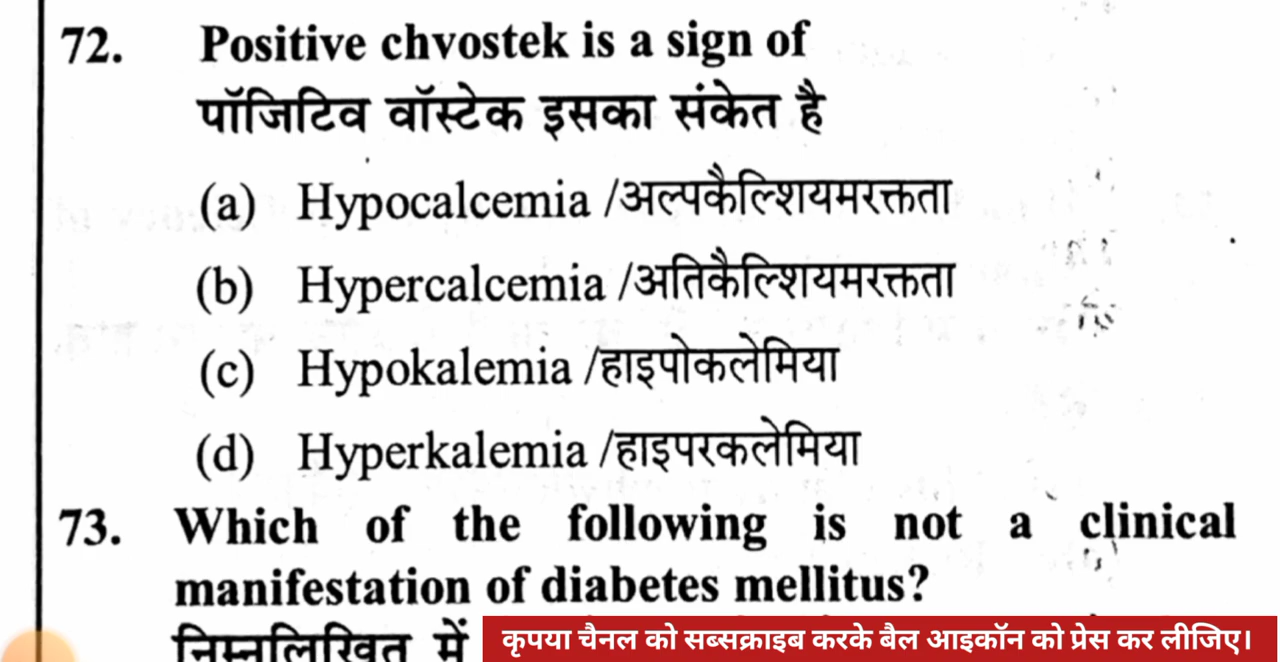 72. Positive chvostek is a sign of
पॉजिटिव वॉस्टेक इसका संकेत है
(a) Hypocalcemia /अल्पकैल्शियमरक्तता
(b) Hypercalcemia /अतिकैल्शियमरक्तता
(c) Hypokalemia /हाइपोकलेमिया
(d) Hyperkalemia /हाइपरकलेमिया
73. Which of the following is not a clinical
manifestation of diabetes mellitus?
निम्नलिखित में
कृपया चैनल को सब्सक्राइब करके बैल आइकॉन को प्रेस कर लीजिए।